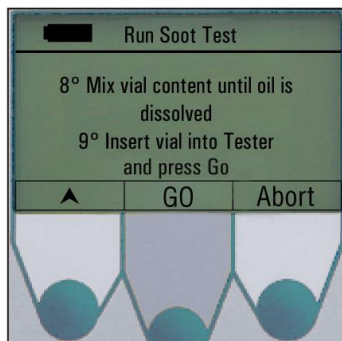 Run Soot Test
8° Mix vial content until oil is
dissolved
9° Insert vial into Tester
and press Go
GO Abort